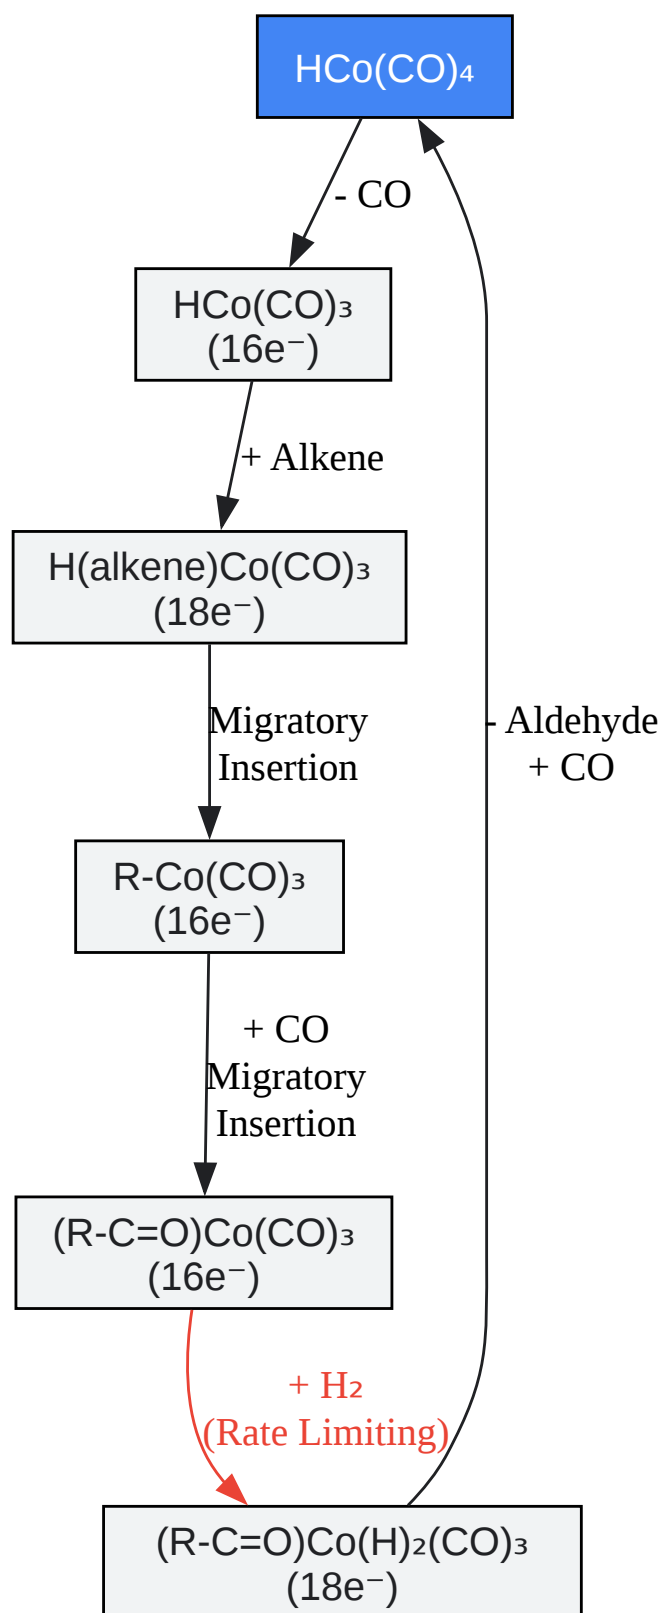 HCo(CO)₄
- CO
HCo(CO)₃
(16e⁻)
+ Alkene
H(alkene)Co(CO)₃
(18e⁻)
Migratory
Insertion
- Aldehyde
+ CO
R-Co(CO)₃
(16e⁻)
+ CO
Migratory
Insertion
(R-C=O)Co(CO)₃
(16e⁻)
+ H₂
(Rate Limiting)
(R-C=O)Co(H)₂(CO)₃
(18e⁻)